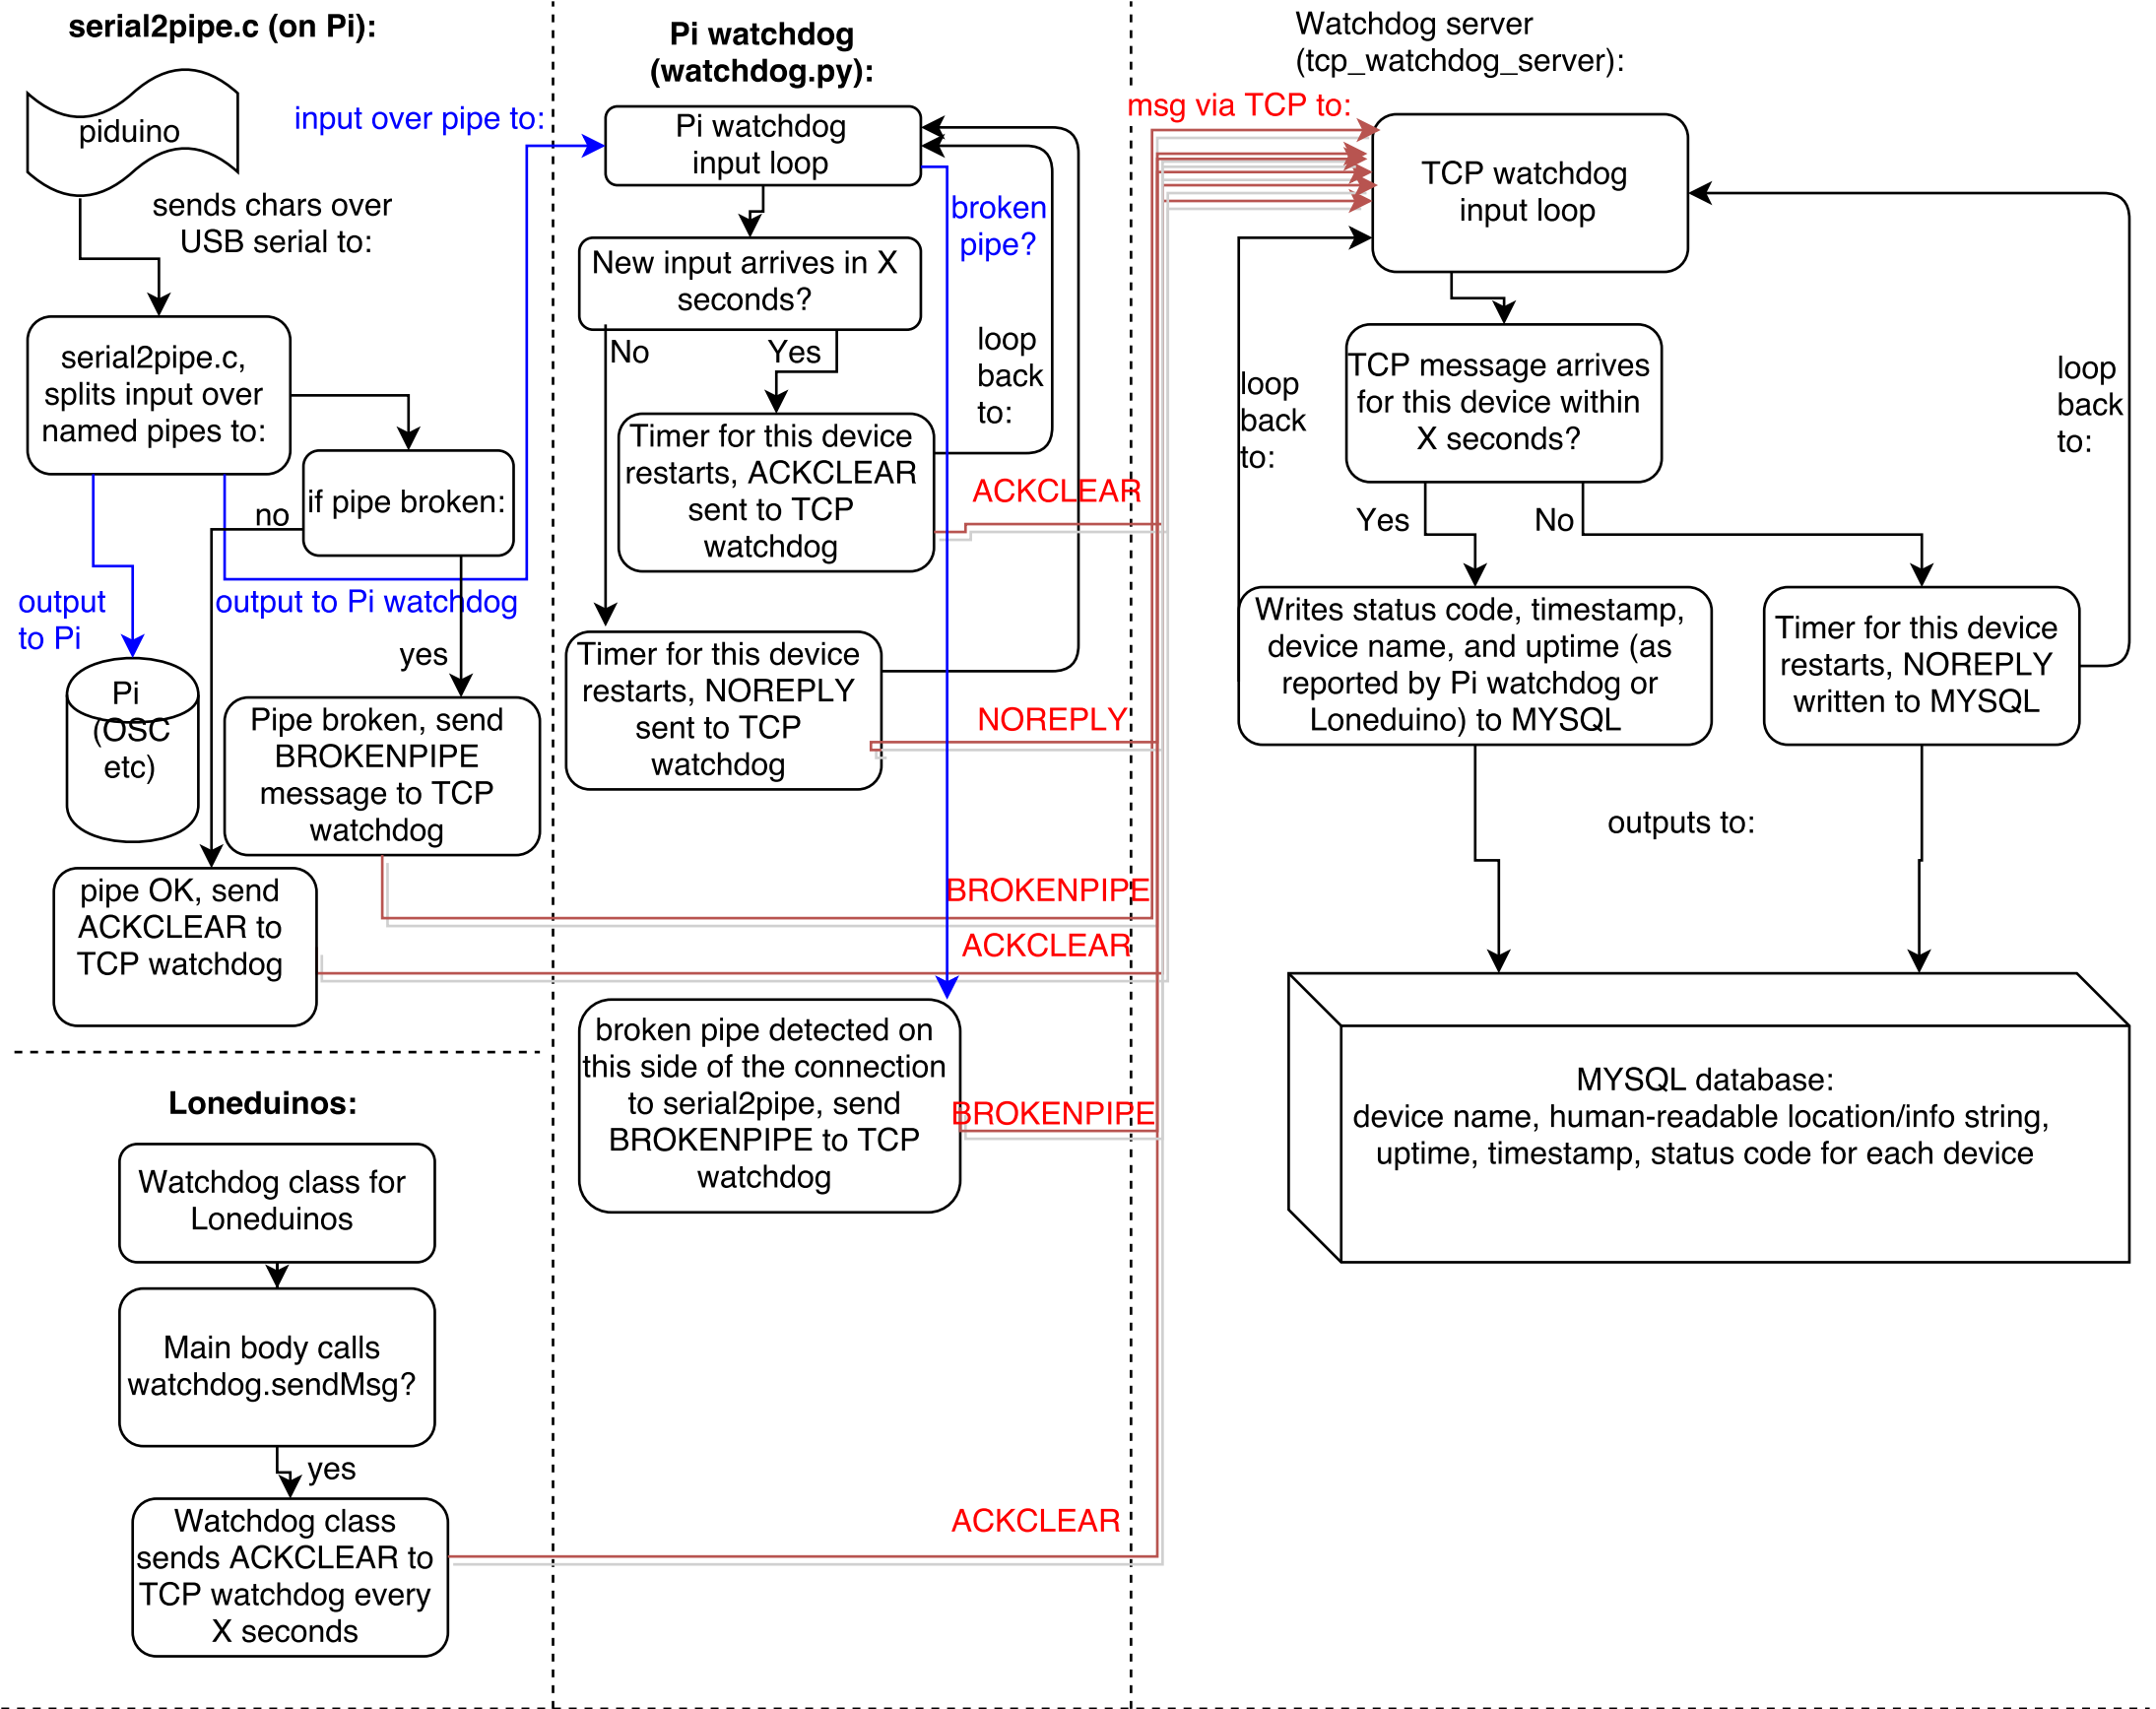 serial2pipe.c (on Pi):
piduino
sends chars over
USB serial to:
serial2pipe.c,
splits input over
named pipes to:
if pipe broken:
no
yes
output
to Pi
output to Pi watchdog
input over pipe to:
Pi
(OSC
etc)
Pipe broken, send
BROKENPIPE
message to TCP
watchdog
pipe OK, send
ACKCLEAR to
TCP watchdog
Loneduinos:
Watchdog class for
Loneduinos
Main body calls
watchdog.sendMsg?
yes
Watchdog class
sends ACKCLEAR to
TCP watchdog every
X seconds
Pi watchdog
(watchdog.py):
Pi watchdog
input loop
broken
pipe?
New input arrives in X
seconds?
No
Yes
loop
back
to:
Timer for this device
restarts, ACKCLEAR
sent to TCP
watchdog
Timer for this device
restarts, NOREPLY
sent to TCP
watchdog
broken pipe detected on
this side of the connection
to serial2pipe, send
BROKENPIPE to TCP
watchdog
ACKCLEAR
NOREPLY
BROKENPIPE
ACKCLEAR
BROKENPIPE
ACKCLEAR
Watchdog server
(tcp_watchdog_server):
msg via TCP to:
TCP watchdog
input loop
TCP message arrives
for this device within
X seconds?
loop
back
to:
loop
back
to:
Yes
No
Writes status code, timestamp,
device name, and uptime (as
reported by Pi watchdog or
Loneduino) to MYSQL
Timer for this device
restarts, NOREPLY
written to MYSQL
outputs to:
MYSQL database:
device name, human-readable location/info string,
uptime, timestamp, status code for each device